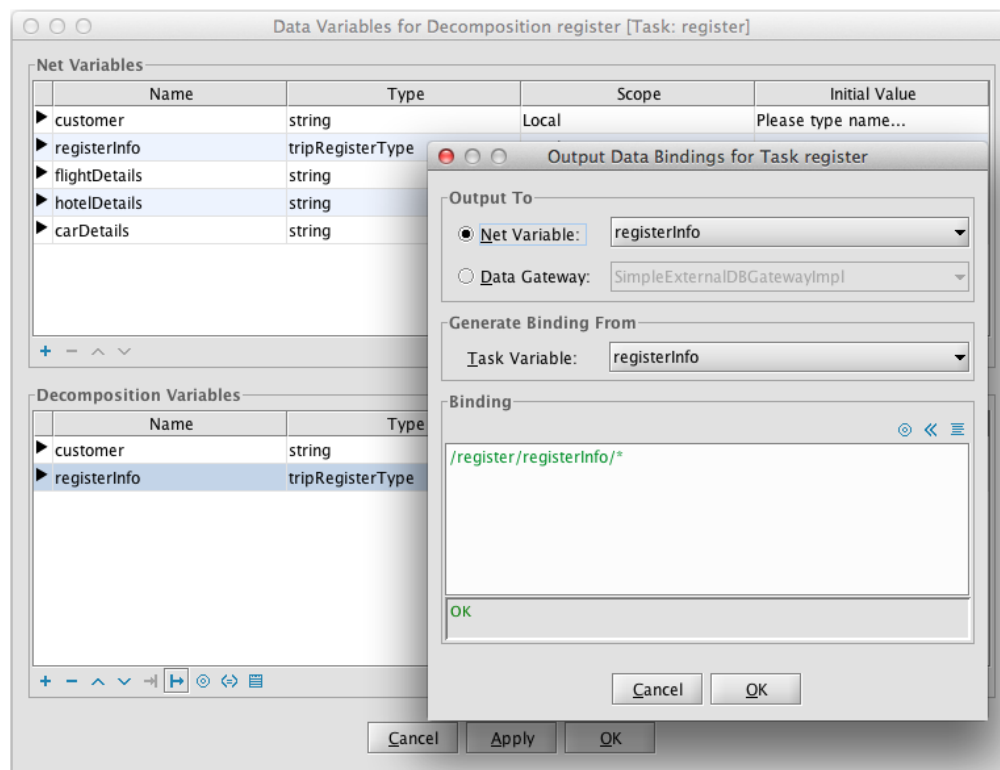 Data Variables for Decomposition register [Task: register]
Net Variables
Name Type Scope Initial Value
customer string Local Please type name...
registerInfo tripRegisterType
flightDetails string
hotelDetails string
carDetails string
Output Data Bindings for Task register
Output To
Net Variable: registerInfo
Data Gateway: SimpleExternalDBGatewayImpl
Generate Binding From
Task Variable: registerInfo
Binding
/register/registerInfo/*
OK
Cancel OK
Decomposition Variables
Name Type
customer string
registerInfo tripRegisterType
Cancel Apply OK